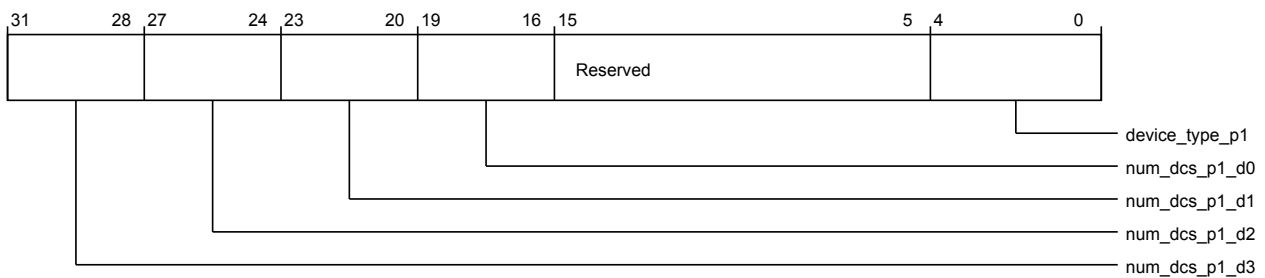 31 28 27 24 23 20 19 16 15 5 4 0
Reserved
device_type_p1
num_dcs_p1_d0
num_dcs_p1_d1
num_dcs_p1_d2
num_dcs_p1_d3